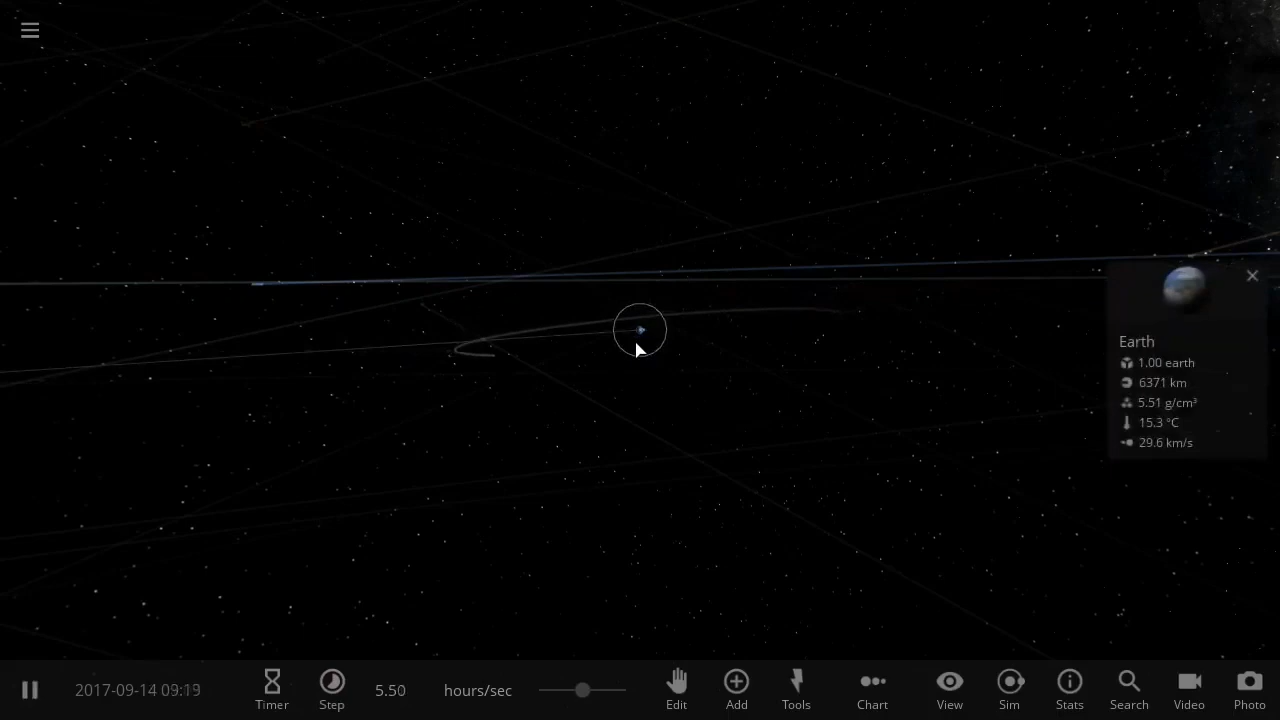 Earth
1.00 earth
6371 km
5.51 g/cm³
15.3 °C
29.6 km/s
2017-09-14 09:19
Timer
Step
5.50 hours/sec
Edit
Add
Tools
Chart
View
Sim
Stats
Search
Video
Photo